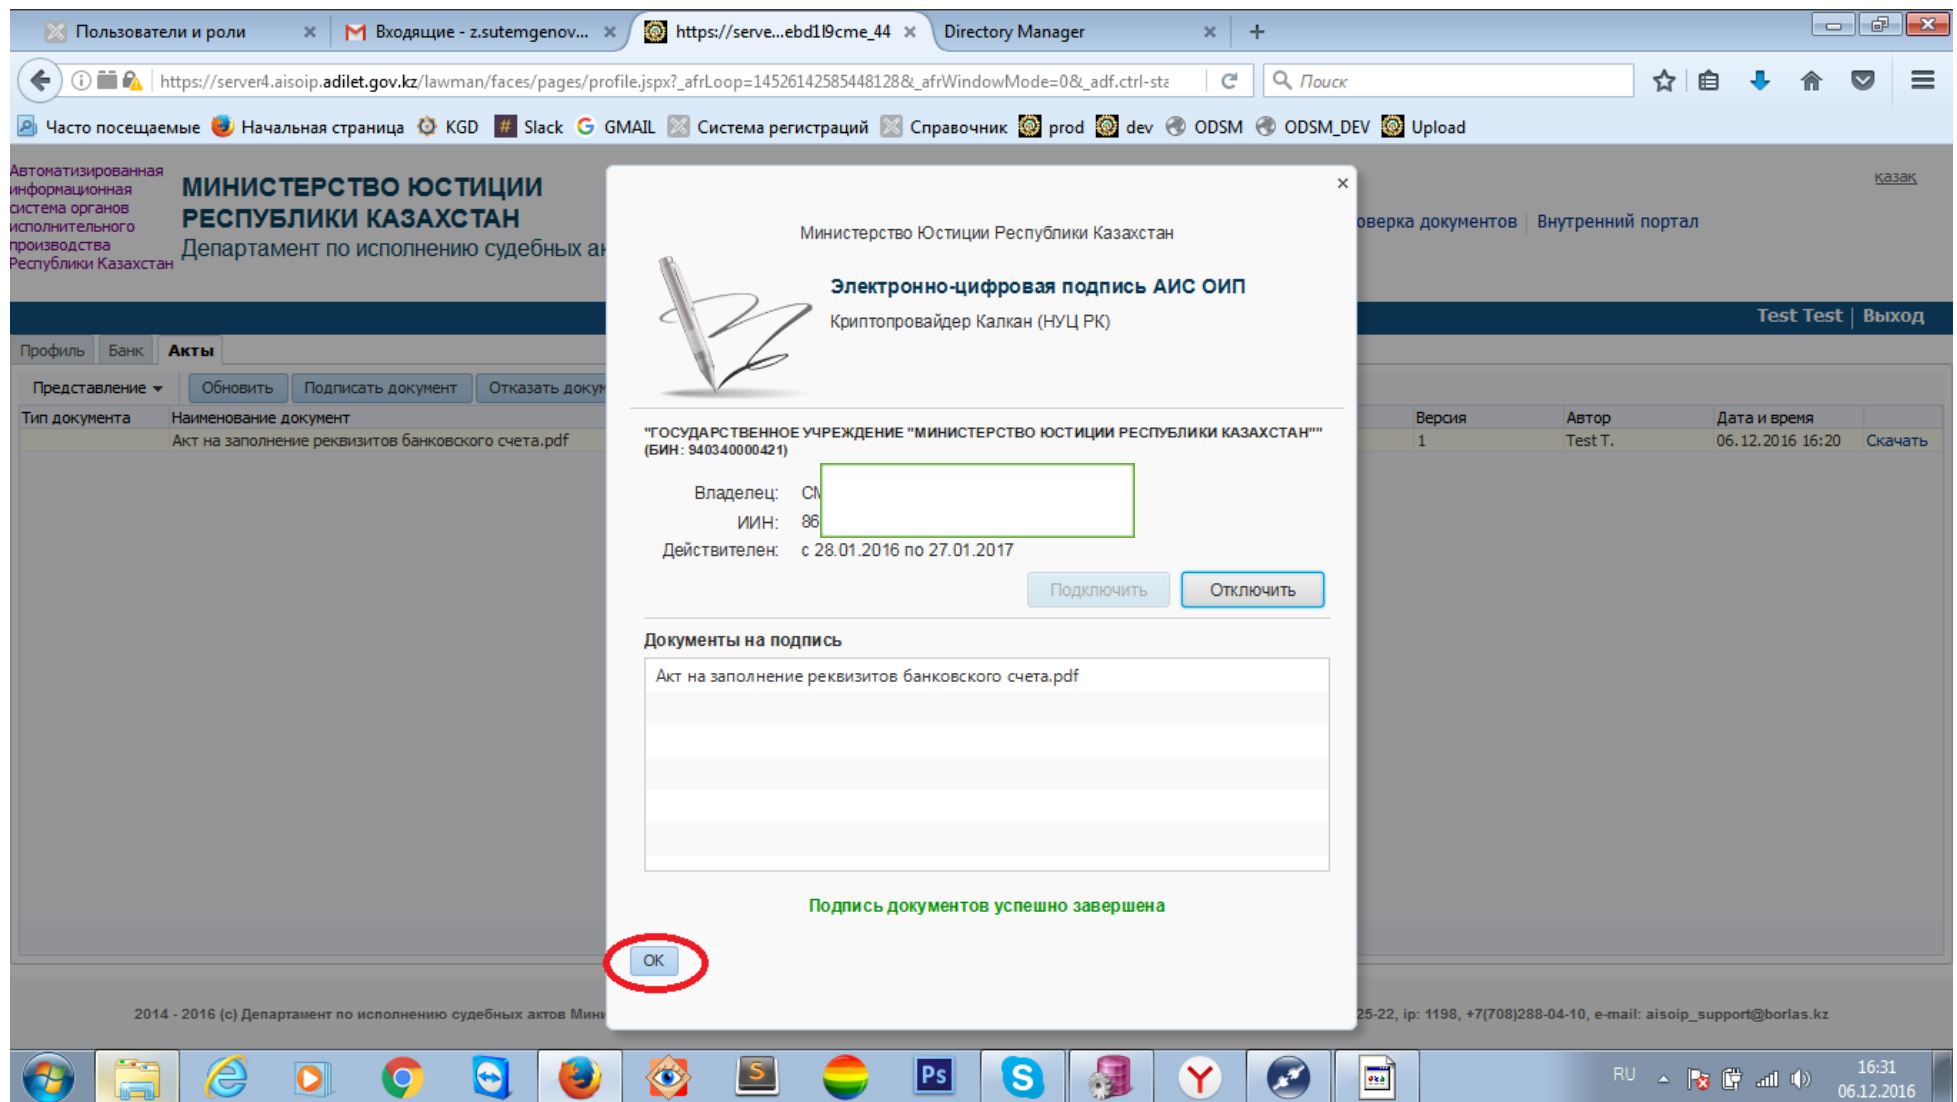 Пользователи и роли
Входящие - z.sutemgenov...
https://serve...ebd1l9cme_44
Directory Manager
https://server4.aisoip.adilet.gov.kz/lawman/faces/pages/profile.jspx?_afrLoop=14526142585448128&_afrWindowMode=0&_adf.ctrl-sta
Поиск
Часто посещаемые Начальная страница KGD Slack GMAIL Система регистраций Справочник prod dev ODSM ODSM_DEV Upload
Автоматизированная
информационная
система органов
исполнительного
производства
Республики Казахстан
МИНИСТЕРСТВО ЮСТИЦИИ
РЕСПУБЛИКИ КАЗАХСТАН
Департамент по исполнению судебных а
қазақ
оверка документов | Внутренний портал
Test Test | Выход
Профиль Банк Акты
Представление Обновить Подписать документ Отказать докум
Тип документа Наименование документ Версия Автор Дата и время
Акт на заполнение реквизитов банковского счета.pdf 1 Test T. 06.12.2016 16:20 Скачать
Министерство Юстиции Республики Казахстан
Электронно-цифровая подпись АИС ОИП
Криптопровайдер Калкан (НУЦ РК)
"ГОСУДАРСТВЕННОЕ УЧРЕЖДЕНИЕ "МИНИСТЕРСТВО ЮСТИЦИИ РЕСПУБЛИКИ КАЗАХСТАН""
(БИН: 940340000421)
Владелец: СМ
ИИН: 86
Действителен: с 28.01.2016 по 27.01.2017
Подключить Отключить
Документы на подпись
Акт на заполнение реквизитов банковского счета.pdf
Подпись документов успешно завершена
ОК
2014 - 2016 (с) Департамент по исполнению судебных актов Мини
25-22, ip: 1198, +7(708)288-04-10, e-mail: aisoip_support@borlas.kz
Ps
RU
16:31
06.12.2016